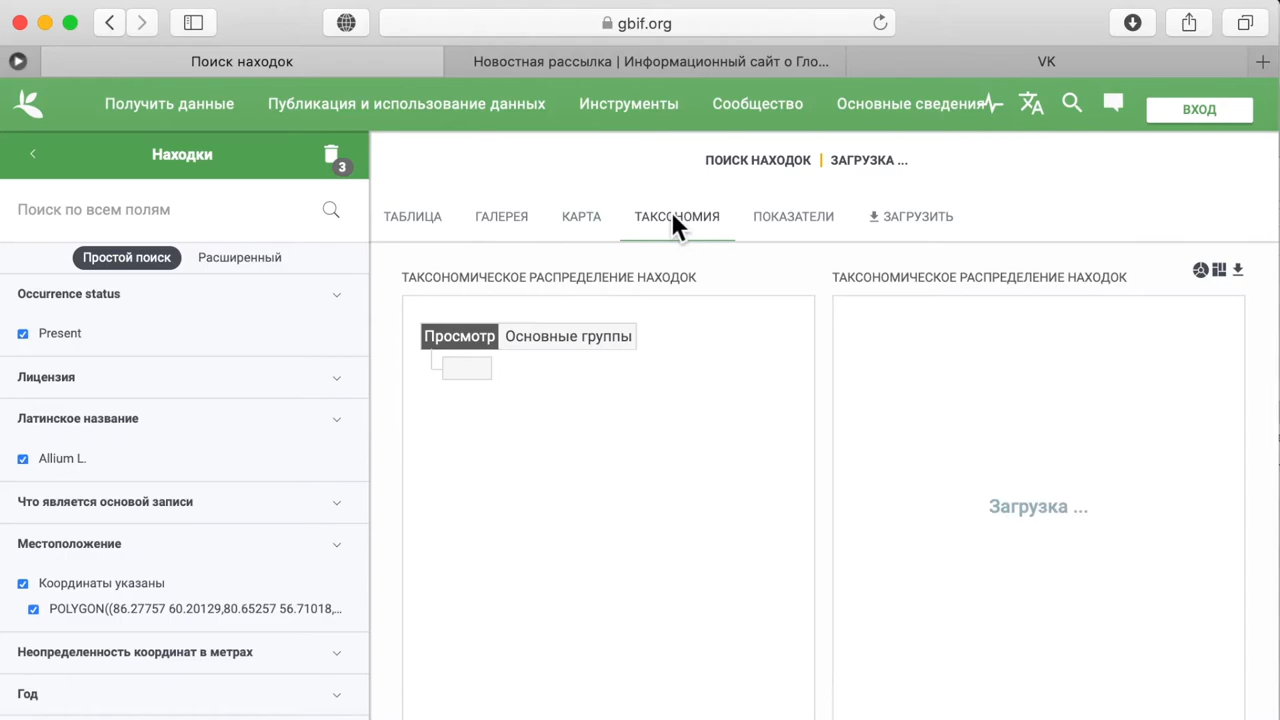 gbif.org
Поиск находок
Новостная рассылка | Информационный сайт о Гло...
VK
Получить данные
Публикация и использование данных
Инструменты
Сообщество
Основные сведения
ВХОД
Находки
3
Поиск по всем полям
Простой поиск
Расширенный
Occurrence status
Present
Лицензия
Латинское название
Allium L.
Что является основой записи
Местоположение
Координаты указаны
POLYGON((86.27757 60.20129,80.65257 56.71018,...
Неопределенность координат в метрах
Год
ПОИСК НАХОДОК | ЗАГРУЗКА ...
ТАБЛИЦА
ГАЛЕРЕЯ
КАРТА
ТАКСОНОМИЯ
ПОКАЗАТЕЛИ
ЗАГРУЗИТЬ
ТАКСОНОМИЧЕСКОЕ РАСПРЕДЕЛЕНИЕ НАХОДОК
Просмотр
Основные группы
ТАКСОНОМИЧЕСКОЕ РАСПРЕДЕЛЕНИЕ НАХОДОК
Загрузка ...